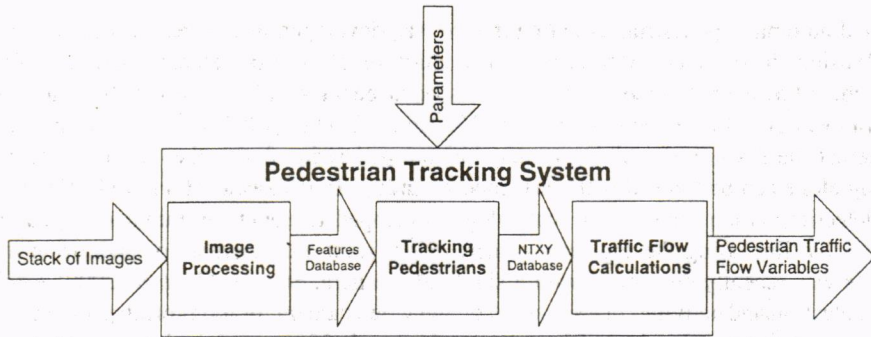 Parameters
Pedestrian Tracking System
Stack of Images
Image
Processing
Features
Database
Tracking
Pedestrians
NTXY
Database
Traffic Flow
Calculations
Pedestrian Traffic
Flow Variables